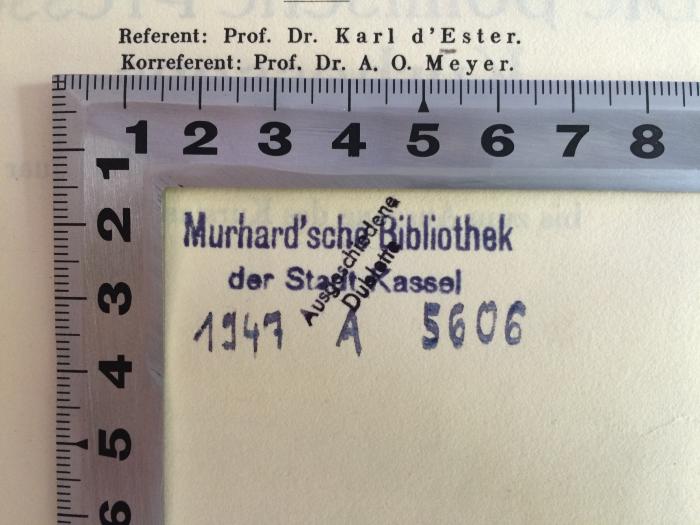 Referent: Prof. Dr. Karl d'Ester.
Korreferent: Prof. Dr. A. O. Meyer.
1 2 3 4 5 6 7 8
1
2
3
4
5
6
Murhard'sche Bibliothek
der Stadt Kassel
Ausgeschiedene
Dublette
1947 A 5606